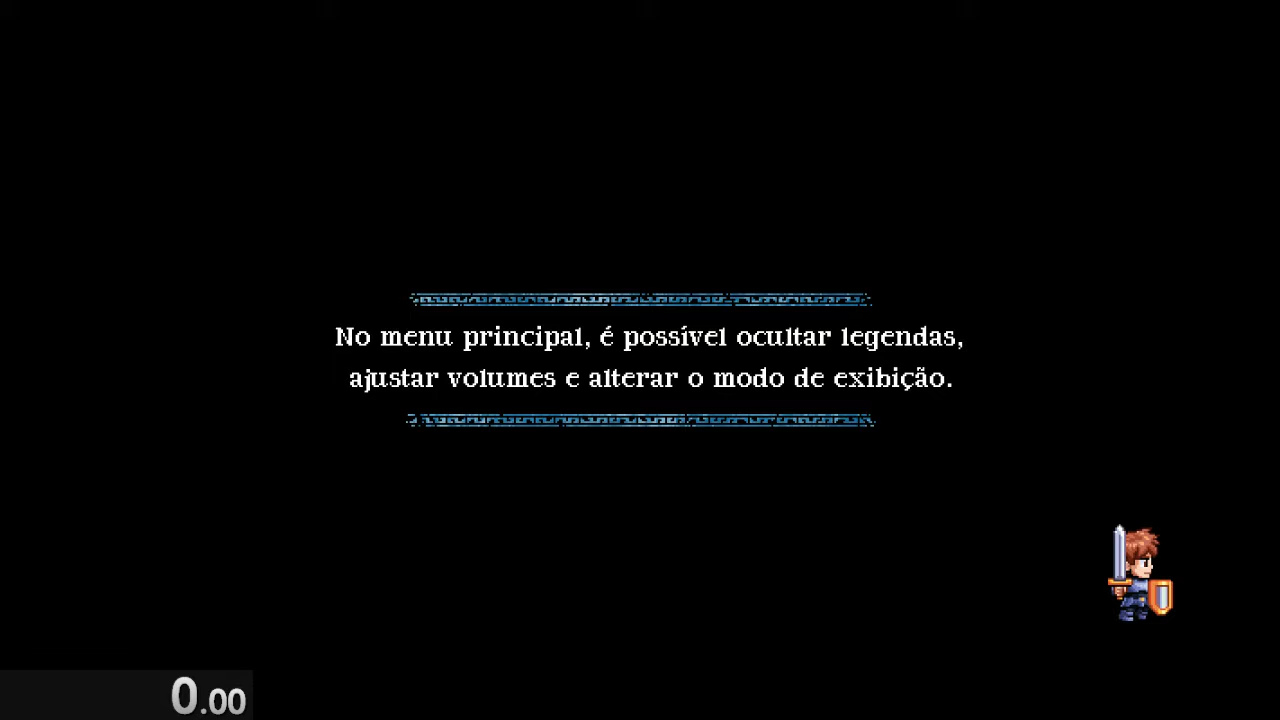 No menu principal, é possível ocultar legendas,
ajustar volumes e alterar o modo de exibição.
0.00